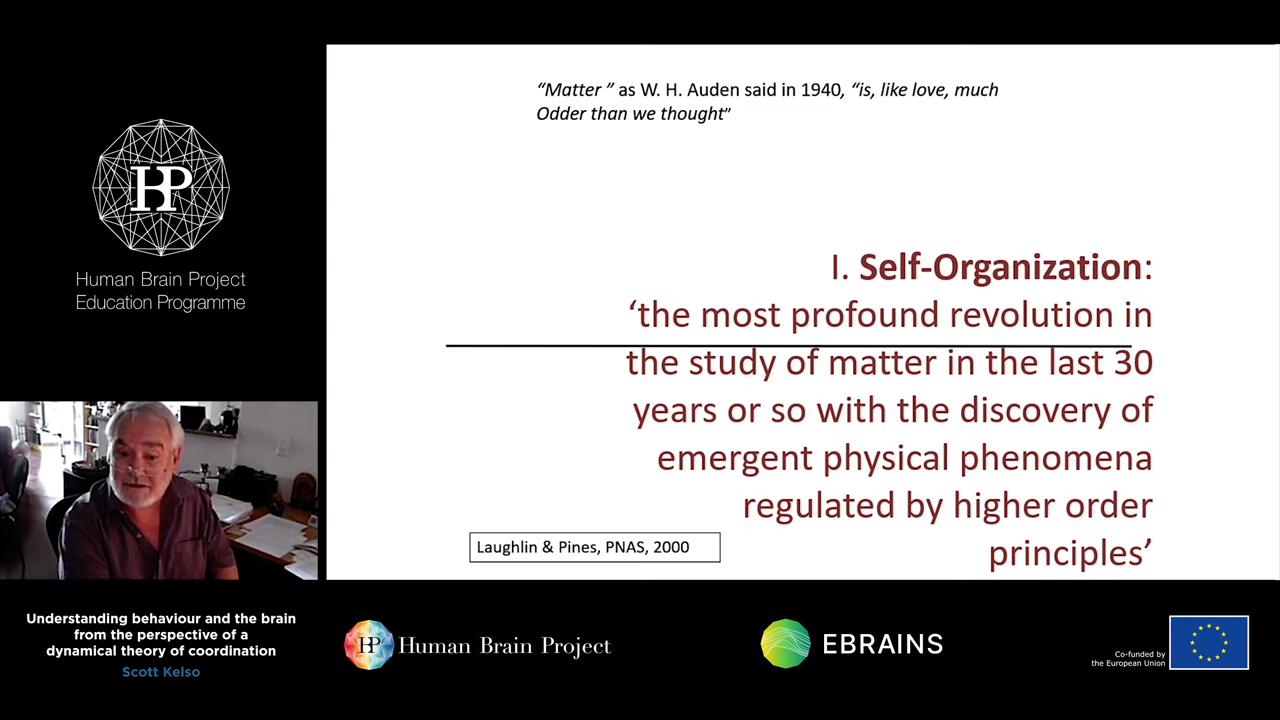 “Matter ” as W. H. Auden said in 1940, “is, like love, much
Odder than we thought”
HBP
Human Brain Project
Education Programme
I. Self-Organization:
‘the most profound revolution in
the study of matter in the last 30
years or so with the discovery of
emergent physical phenomena
regulated by higher order
principles’
Laughlin & Pines, PNAS, 2000
Understanding behaviour and the brain
from the perspective of a
dynamical theory of coordination
Scott Kelso
HBP
Human Brain Project
EBRAINS
Co-funded by
the European Union